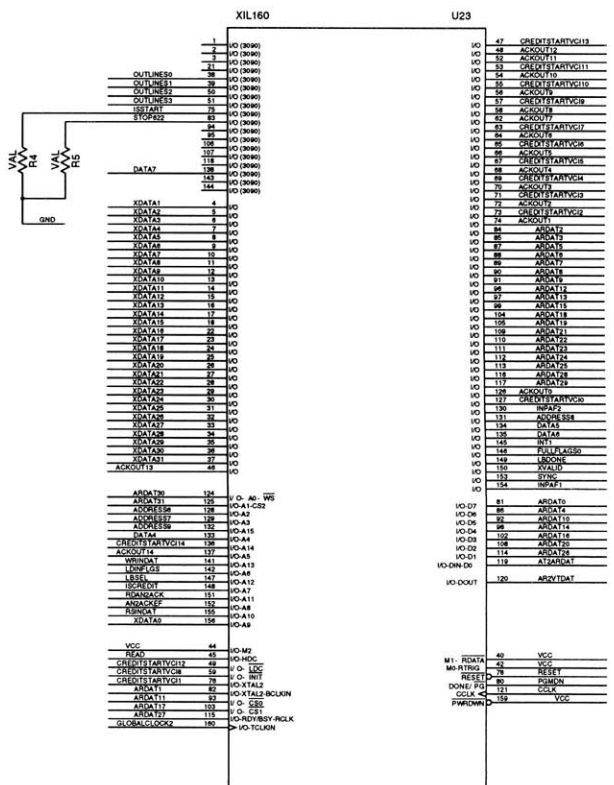 XIL160
U23
1 I/O (3090)
2 I/O (3090)
3 I/O (3090)
21 I/O (3090)
OUTLINES0 38 I/O (3090)
OUTLINES1 39 I/O (3090)
OUTLINES2 50 I/O (3090)
OUTLINES3 51 I/O (3090)
ISSTART 75 I/O (3090)
STOP622 83 I/O (3090)
94 I/O (3090)
95 I/O (3090)
106 I/O (3090)
107 I/O (3090)
118 I/O (3090)
DATA7 138 I/O (3090)
143 I/O (3090)
144 I/O (3090)
VAL R4
VAL R5
GND
XDATA1 4 I/O
XDATA2 5 I/O
XDATA3 6 I/O
XDATA4 7 I/O
XDATA5 8 I/O
XDATA6 9 I/O
XDATA7 10 I/O
XDATA8 11 I/O
XDATA9 12 I/O
XDATA10 13 I/O
XDATA11 14 I/O
XDATA12 15 I/O
XDATA13 16 I/O
XDATA14 17 I/O
XDATA15 18 I/O
XDATA16 22 I/O
XDATA17 23 I/O
XDATA18 24 I/O
XDATA19 25 I/O
XDATA20 26 I/O
XDATA21 27 I/O
XDATA22 28 I/O
XDATA23 29 I/O
XDATA24 30 I/O
XDATA25 31 I/O
XDATA26 32 I/O
XDATA27 33 I/O
XDATA28 34 I/O
XDATA29 35 I/O
XDATA30 36 I/O
XDATA31 37 I/O
ACKOUT13 46 I/O
ARDAT30 124 I/O- A0- WS
ARDAT31 125 I/O-A1-CS2
ADDRESS6 128 I/O-A2
ADDRESS7 129 I/O-A3
ADDRESS9 132 I/O-A15
DATA4 133 I/O-A4
CREDITSTARTVCI14 136 I/O-A14
ACKOUT14 137 I/O-A5
WRINDAT 141 I/O-A13
LDINFLGS 142 I/O-A6
LBSEL 147 I/O-A12
ISCREDIT 148 I/O-A7
RDAN2ACK 151 I/O-A11
AN2ACKEF 152 I/O-A8
RSINDAT 155 I/O-A10
XDATA0 156 I/O-A9
VCC 44 I/O-M2
READ 45 I/O-HDC
CREDITSTARTVCI12 49 I/O- LDC
CREDITSTARTVCI8 59 I/O- INIT
CREDITSTARTVCI1 76 I/O-XTAL2
ARDAT1 82 I/O-XTAL2-BCLKIN
ARDAT11 93 I/O- CS0
ARDAT17 103 I/O- CS1
ARDAT27 115 I/O-RDY/BSY-RCLK
GLOBALCLOCK2 160 I/O-TCLKIN
I/O 47 CREDITSTARTVCI13
I/O 48 ACKOUT12
I/O 52 ACKOUT11
I/O 53 CREDITSTARTVCI11
I/O 54 ACKOUT10
I/O 55 CREDITSTARTVCI10
I/O 56 ACKOUT9
I/O 57 CREDITSTARTVCI9
I/O 58 ACKOUT8
I/O 62 ACKOUT7
I/O 63 CREDITSTARTVCI7
I/O 64 ACKOUT6
I/O 65 CREDITSTARTVCI6
I/O 66 ACKOUT5
I/O 67 CREDITSTARTVCI5
I/O 68 ACKOUT4
I/O 69 CREDITSTARTVCI4
I/O 70 ACKOUT3
I/O 71 CREDITSTARTVCI3
I/O 72 ACKOUT2
I/O 73 CREDITSTARTVCI2
I/O 74 ACKOUT1
I/O 84 ARDAT2
I/O 85 ARDAT3
I/O 87 ARDAT5
I/O 88 ARDAT6
I/O 89 ARDAT7
I/O 90 ARDAT8
I/O 91 ARDAT9
I/O 96 ARDAT12
I/O 97 ARDAT13
I/O 99 ARDAT15
I/O 104 ARDAT18
I/O 105 ARDAT19
I/O 109 ARDAT21
I/O 110 ARDAT22
I/O 111 ARDAT23
I/O 112 ARDAT24
I/O 113 ARDAT25
I/O 116 ARDAT28
I/O 117 ARDAT29
I/O 126 ACKOUT0
I/O 127 CREDITSTARTVCI0
I/O 130 INPAF2
I/O 131 ADDRESS8
I/O 134 DATA5
I/O 135 DATA6
I/O 145 INT1
I/O 146 FULLFLAGS0
I/O 149 LBDONE
I/O 150 XVALID
I/O 153 SYNC
I/O 154 INPAF1
I/O-D7 81 ARDAT0
I/O-D6 86 ARDAT4
I/O-D5 92 ARDAT10
I/O-D4 98 ARDAT14
I/O-D3 102 ARDAT16
I/O-D2 108 ARDAT20
I/O-D1 114 ARDAT26
I/O-DIN-D0 119 AT2ARDAT
I/O-DOUT 120 AR2VTDAT
M1- RDATA 40 VCC
M0-RTRIG 42 VCC
RESET 78 RESET
DONE/ PG 80 PGMDN
CCLK 121 CCLK
PWRDWN 159 VCC